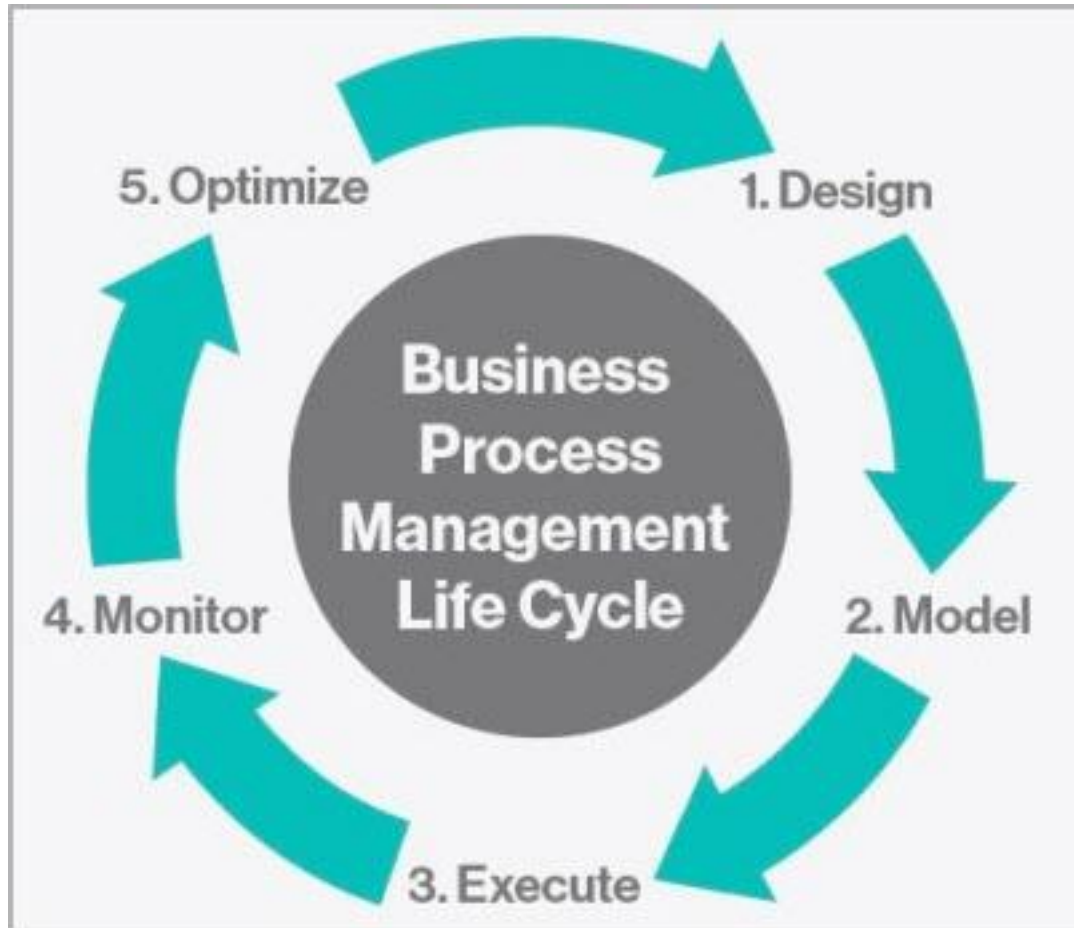 Business
Process
Management
Life Cycle
1. Design
2. Model
3. Execute
4. Monitor
5. Optimize